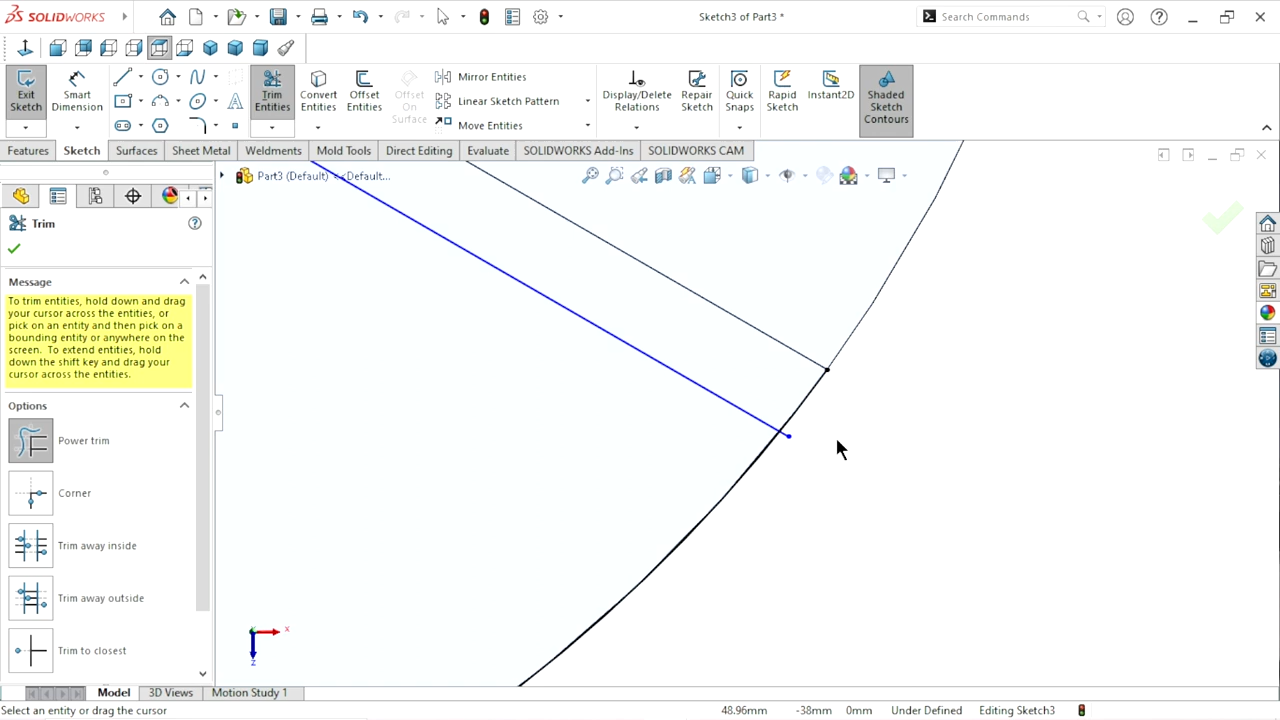 SOLIDWORKS
Sketch3 of Part3 *
Search Commands
Exit Sketch
Smart Dimension
Trim Entities
Convert Entities
Offset Entities
Offset On Surface
Mirror Entities
Linear Sketch Pattern
Move Entities
Display/Delete Relations
Repair Sketch
Quick Snaps
Rapid Sketch
Instant2D
Shaded Sketch Contours
Features
Sketch
Surfaces
Sheet Metal
Weldments
Mold Tools
Direct Editing
Evaluate
SOLIDWORKS Add-Ins
SOLIDWORKS CAM
Part3 (Default) <<Default...
Trim
Message
To trim entities, hold down and drag
your cursor across the entities, or
pick on an entity and then pick on a
bounding entity or anywhere on the
screen. To extend entities, hold
down the shift key and drag your
cursor across the entities.
Options
Power trim
Corner
Trim away inside
Trim away outside
Trim to closest
x
z
Model
3D Views
Motion Study 1
Select an entity or drag the cursor
48.96mm
-38mm
0mm
Under Defined
Editing Sketch3